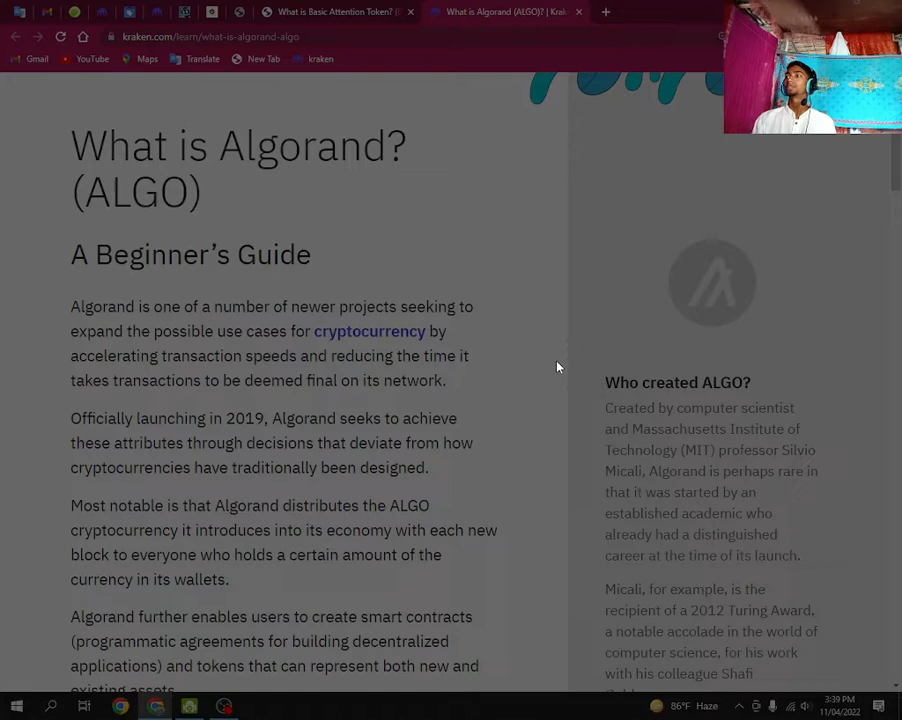 What is Basic Attention Token? (
What is Algorand (ALGO)? | Krak
kraken.com/learn/what-is-algorand-algo
Gmail
YouTube
Maps
Translate
New Tab
kraken
What is Algorand?
(ALGO)
A Beginner's Guide
Algorand is one of a number of newer projects seeking to
expand the possible use cases for cryptocurrency by
accelerating transaction speeds and reducing the time it
takes transactions to be deemed final on its network.
Officially launching in 2019, Algorand seeks to achieve
these attributes through decisions that deviate from how
cryptocurrencies have traditionally been designed.
Most notable is that Algorand distributes the ALGO
cryptocurrency it introduces into its economy with each new
block to everyone who holds a certain amount of the
currency in its wallets.
Algorand further enables users to create smart contracts
(programmatic agreements for building decentralized
applications) and tokens that can represent both new and
existing assets.
Who created ALGO?
Created by computer scientist
and Massachusetts Institute of
Technology (MIT) professor Silvio
Micali, Algorand is perhaps rare in
that it was started by an
established academic who
already had a distinguished
career at the time of its launch.
Micali, for example, is the
recipient of a 2012 Turing Award,
a notable accolade in the world of
computer science, for his work
with his colleague Shafi
86°F Haze
3:39 PM
11/04/2022